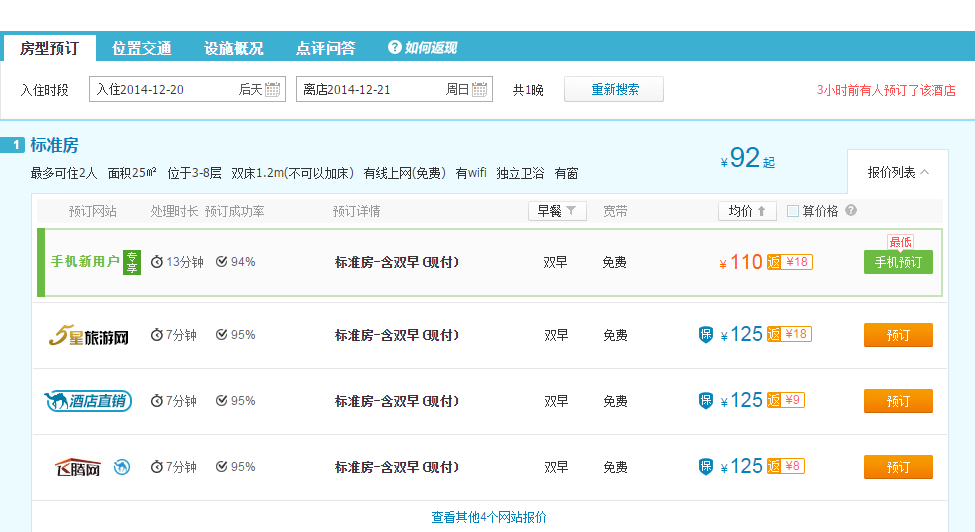 房型预订 位置交通 设施概况 点评问答 ? 如何返现
入住时段 入住2014-12-20 后天 离店2014-12-21 周日 共1晚 重新搜索 3小时前有人预订了该酒店
1 标准房
¥92起
最多可住2人 面积25㎡ 位于3-8层 双床1.2m(不可以加床) 有线上网(免费) 有wifi 独立卫浴 有窗
报价列表
预订网站 处理时长 预订成功率 预订详情 早餐 宽带 均价 算价格 ?
最低
手机新用户 专享 13分钟 94% 标准房-含双早(现付) 双早 免费 ¥110 返 ¥18 手机预订
5星旅游网 7分钟 95% 标准房-含双早(现付) 双早 免费 保 ¥125 返 ¥18 预订
酒店直销 7分钟 95% 标准房-含双早(现付) 双早 免费 保 ¥125 返 ¥9 预订
飞腾网 7分钟 95% 标准房-含双早(现付) 双早 免费 保 ¥125 返 ¥8 预订
查看其他4个网站报价